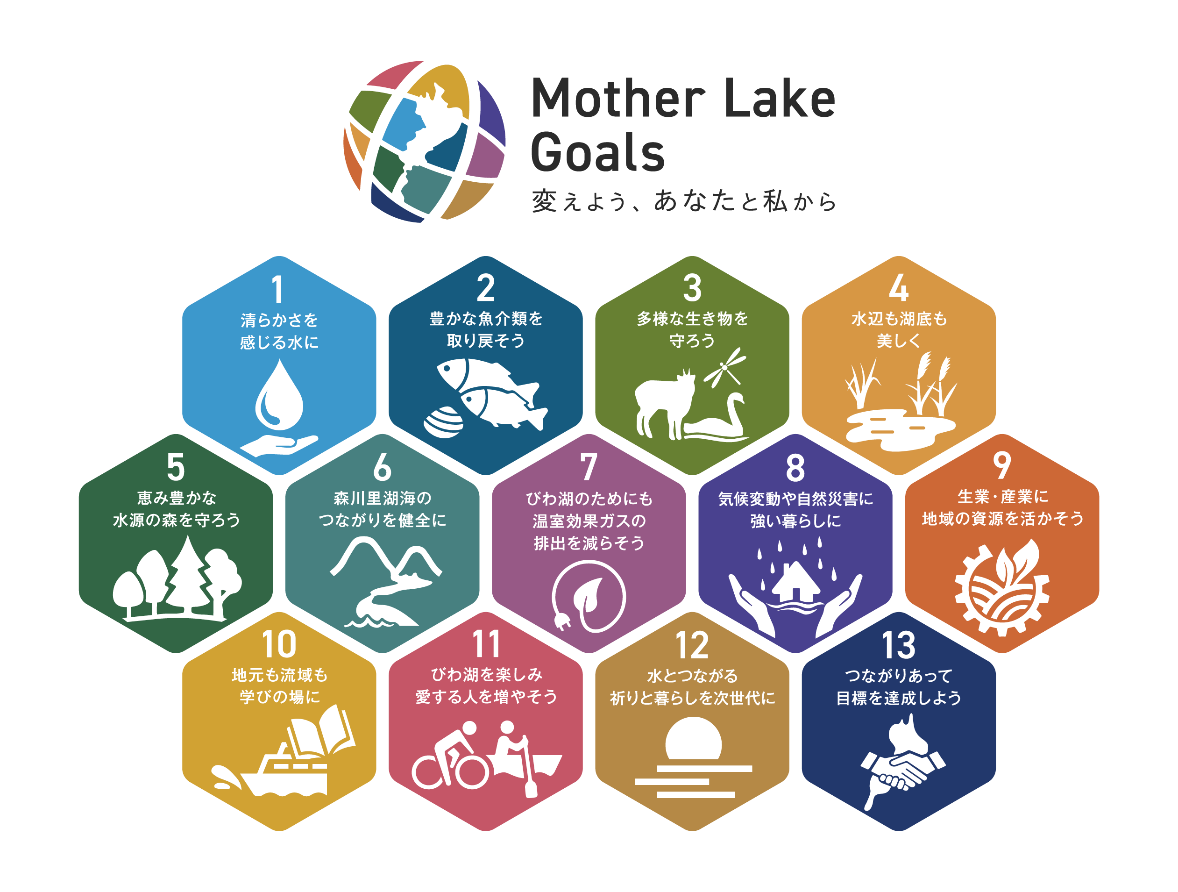 Mother Lake
Goals
変えよう、あなたと私から
1
清らかさを
感じる水に
2
豊かな魚介類を
取り戻そう
3
多様な生き物を
守ろう
4
水辺も湖底も
美しく
5
恵み豊かな
水源の森を守ろう
6
森川里湖海の
つながりを健全に
7
びわ湖のためにも
温室効果ガスの
排出を減らそう
8
気候変動や自然災害に
強い暮らしに
9
生業・産業に
地域の資源を活かそう
10
地元も流域も
学びの場に
11
びわ湖を楽しみ
愛する人を増やそう
12
水とつながる
祈りと暮らしを次世代に
13
つながりあって
目標を達成しよう